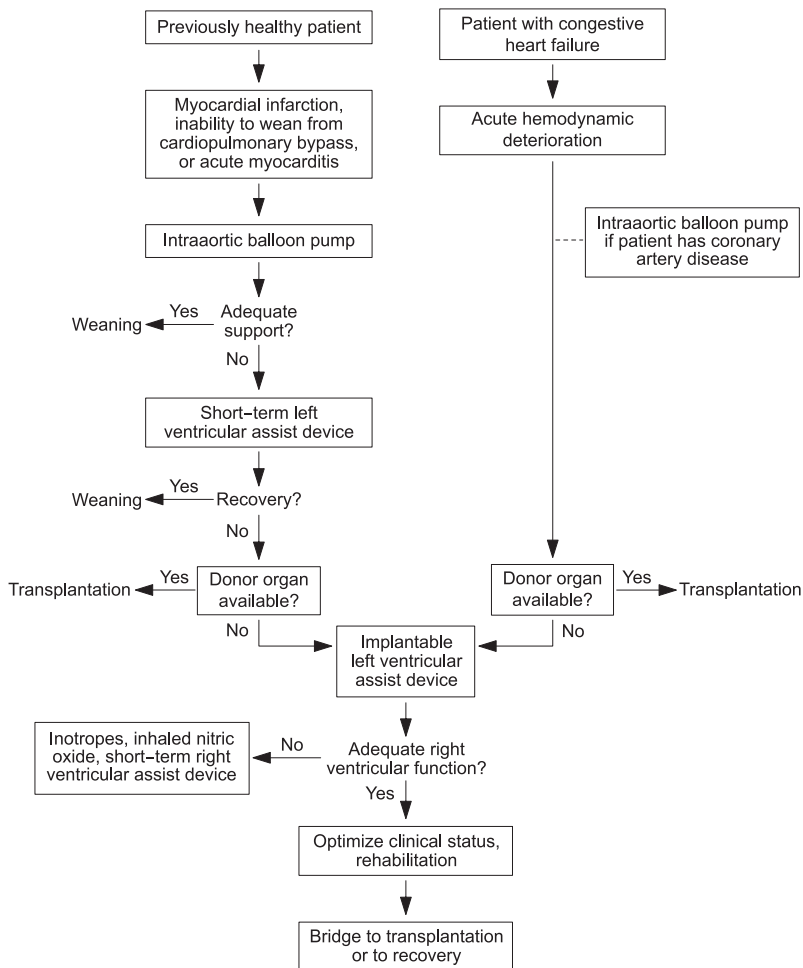 Previously healthy patient
Patient with congestive
heart failure
Myocardial infarction,
inability to wean from
cardiopulmonary bypass,
or acute myocarditis
Acute hemodynamic
deterioration
Intraaortic balloon pump
Intraaortic balloon pump
if patient has coronary
artery disease
Weaning
Yes
Adequate
support?
No
Short-term left
ventricular assist device
Weaning
Yes
Recovery?
No
Transplantation
Yes
Donor organ
available?
No
Donor organ
available?
Yes
Transplantation
No
Implantable
left ventricular
assist device
Inotropes, inhaled nitric
oxide, short-term right
ventricular assist device
No
Adequate right
ventricular function?
Yes
Optimize clinical status,
rehabilitation
Bridge to transplantation
or to recovery